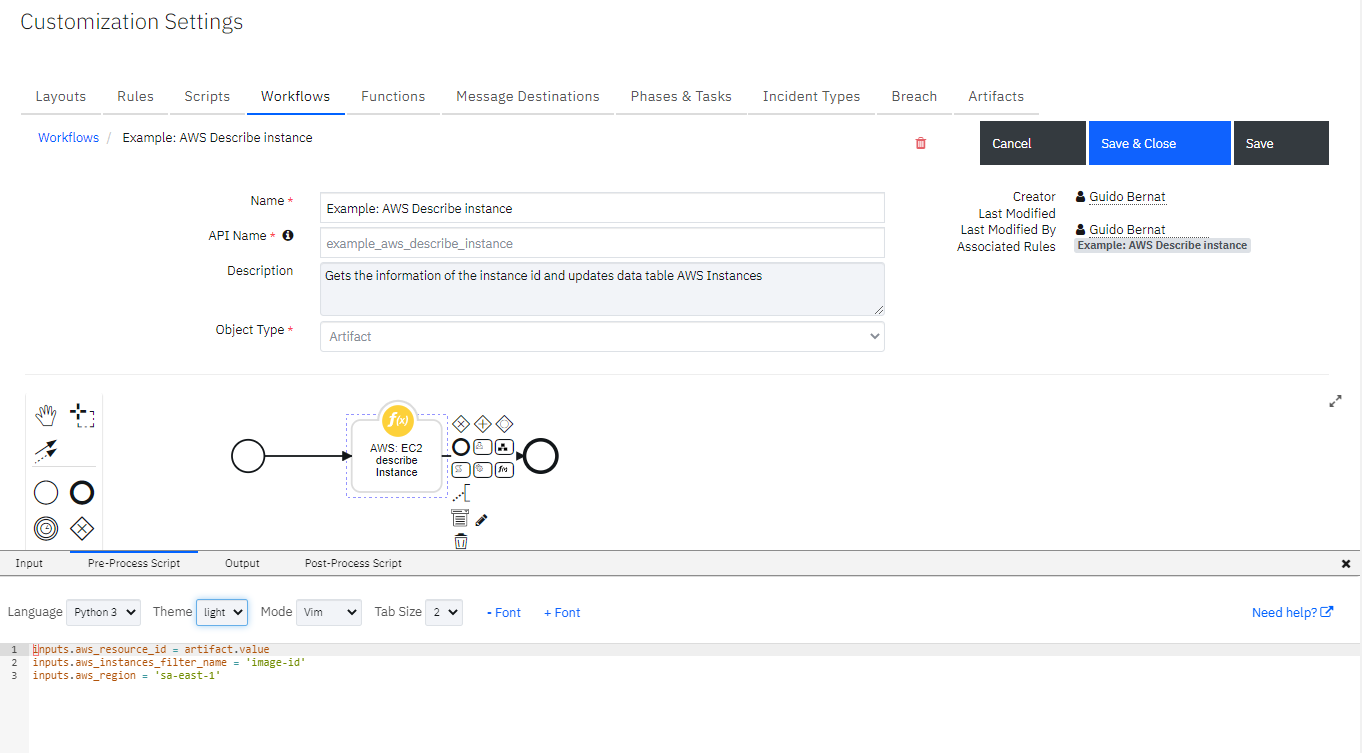 Customization Settings
Layouts Rules Scripts Workflows Functions Message Destinations Phases & Tasks Incident Types Breach Artifacts
Workflows / Example: AWS Describe instance
Cancel Save & Close Save
Name * Example: AWS Describe instance
API Name * example_aws_describe_instance
Description Gets the information of the instance id and updates data table AWS Instances
Object Type * Artifact
Creator Guido Bernat
Last Modified
Last Modified By Guido Bernat
Associated Rules Example: AWS Describe instance
f(x)
AWS: EC2
describe
Instance
Input Pre-Process Script Output Post-Process Script
Language Python 3 Theme light Mode Vim Tab Size 2 - Font + Font Need help?
1 inputs.aws_resource_id = artifact.value
2 inputs.aws_instances_filter_name = 'image-id'
3 inputs.aws_region = 'sa-east-1'